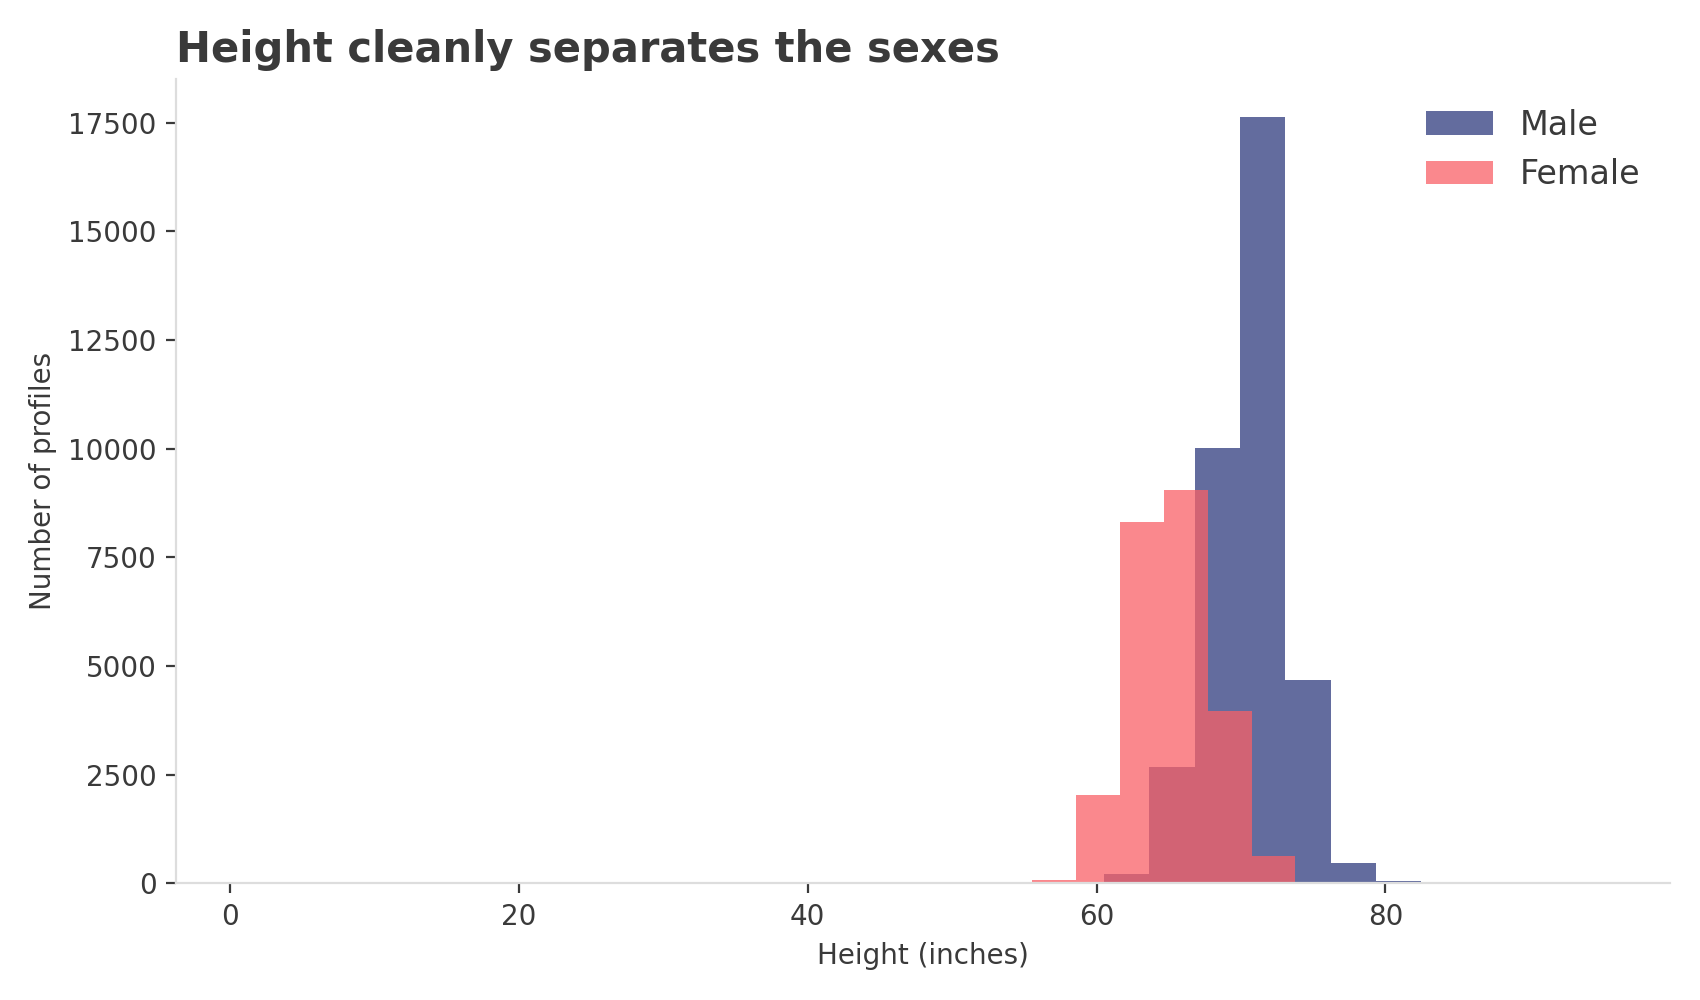 Height cleanly separates the sexes
Male
Female
17500
15000
12500
10000
7500
5000
2500
0
Number of profiles
0 20 40 60 80
Height (inches)